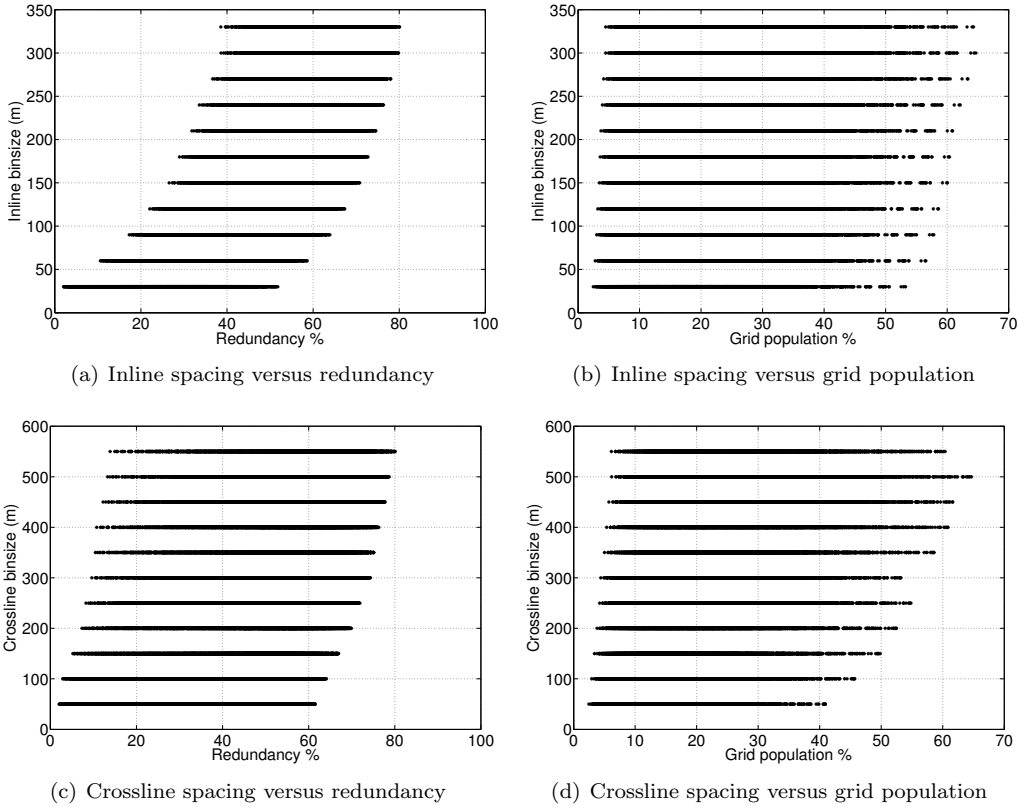 350
300
250
200
150
100
50
0
Inline binsize (m)
0 20 40 60 80 100
Redundancy %
(a) Inline spacing versus redundancy
350
300
250
200
150
100
50
0
Inline binsize (m)
0 10 20 30 40 50 60 70
Grid population %
(b) Inline spacing versus grid population
600
500
400
300
200
100
0
Crossline binsize (m)
0 20 40 60 80 100
Redundancy %
(c) Crossline spacing versus redundancy
600
500
400
300
200
100
0
Crossline binsize (m)
0 10 20 30 40 50 60 70
Grid population %
(d) Crossline spacing versus grid population